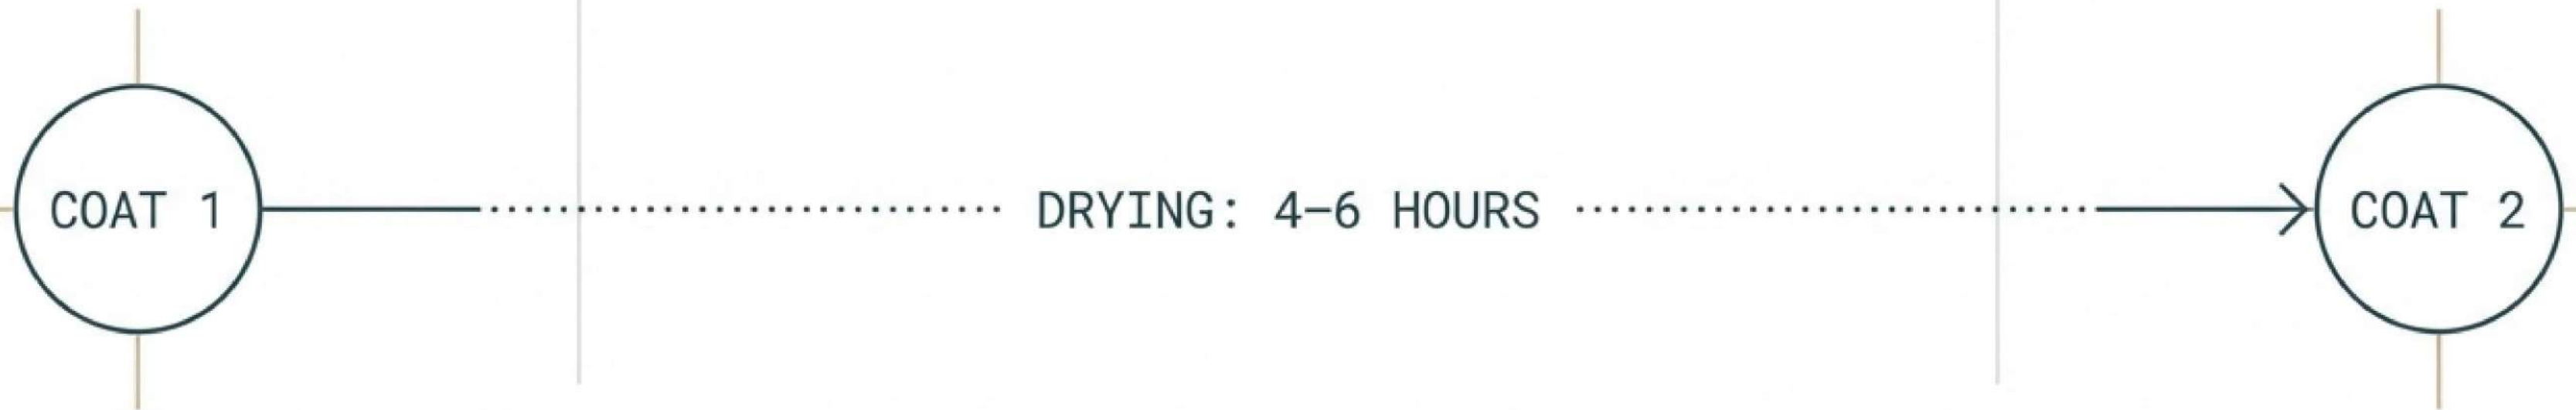 COAT 1
DRYING: 4–6 HOURS
COAT 2